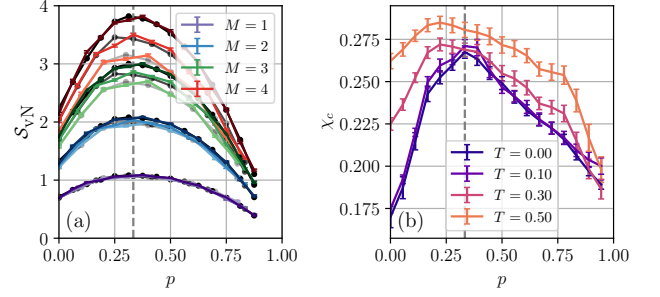 4
3
2
1
0
0.00
0.25
0.50
0.75
1.00
S_vN
p
(a)
M = 1
M = 2
M = 3
M = 4
0.275
0.250
0.225
0.200
0.175
0.00
0.25
0.50
0.75
1.00
χ_c
p
(b)
T = 0.00
T = 0.10
T = 0.30
T = 0.50